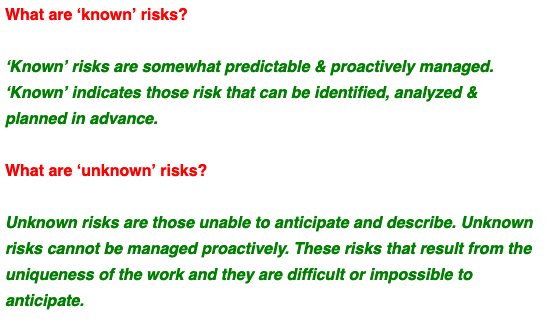 What are ‘known’ risks?
‘Known’ risks are somewhat predictable & proactively managed.
‘Known’ indicates those risk that can be identified, analyzed &
planned in advance.
What are ‘unknown’ risks?
Unknown risks are those unable to anticipate and describe. Unknown
risks cannot be managed proactively. These risks that result from the
uniqueness of the work and they are difficult or impossible to
anticipate.